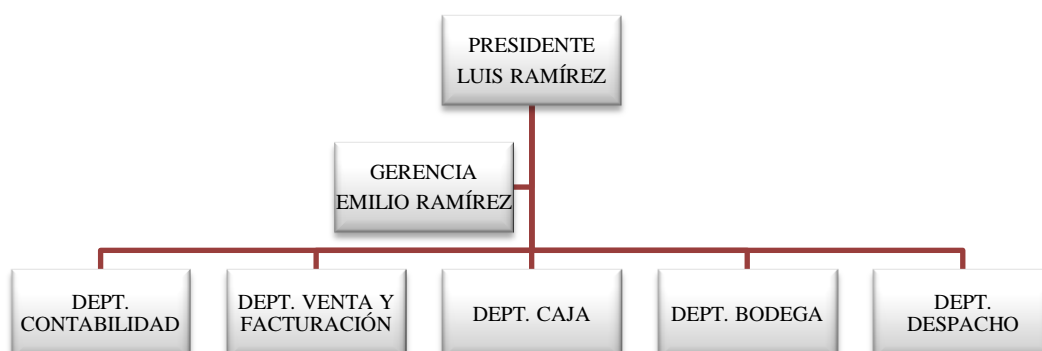 PRESIDENTE
LUIS RAMÍREZ
GERENCIA
EMILIO RAMÍREZ
DEPT.
CONTABILIDAD
DEPT. VENTA Y
FACTURACIÓN
DEPT. CAJA
DEPT. BODEGA
DEPT.
DESPACHO